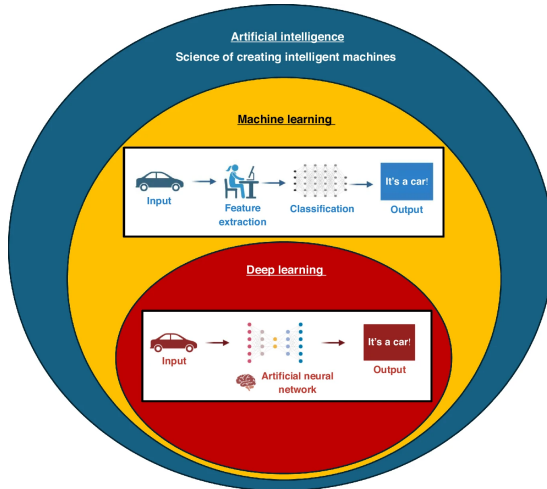 Artificial intelligence
Science of creating intelligent machines
Machine learning
It's a car!
Input
Feature
extraction
Classification
Output
Deep learning
It's a car!
Input
Artificial neural
network
Output